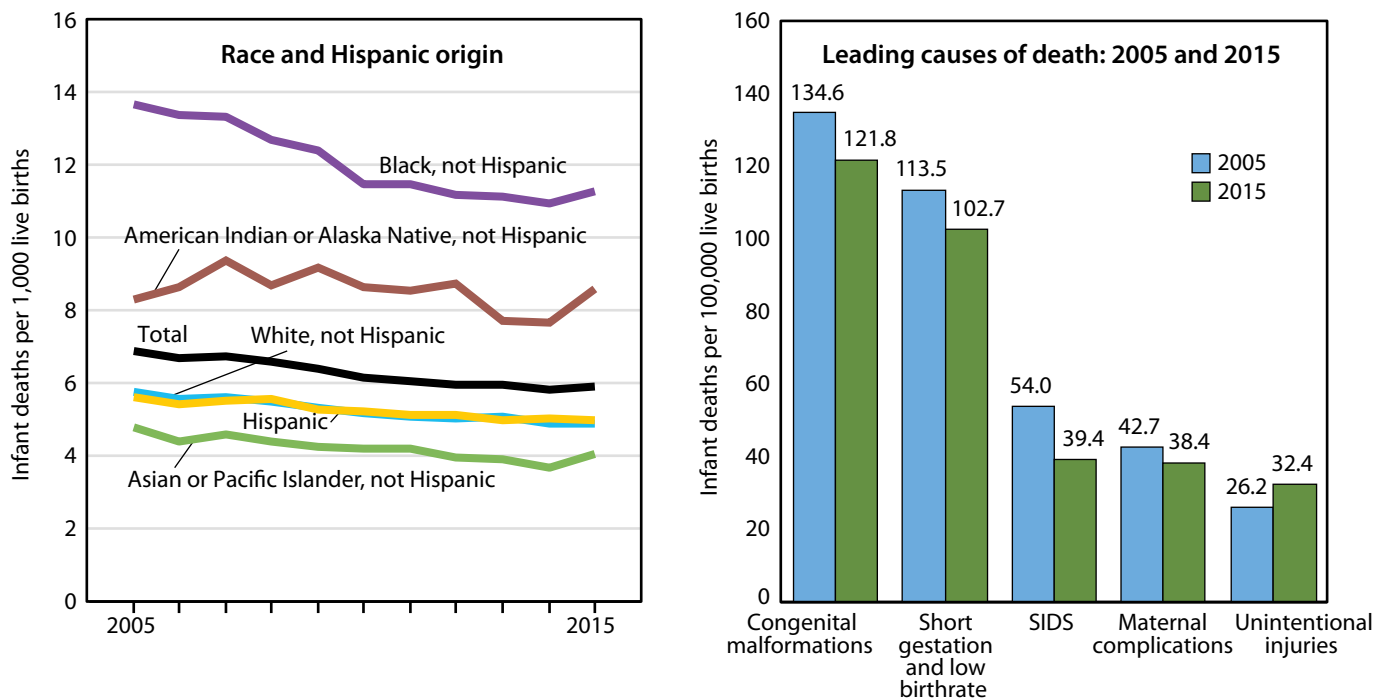 Race and Hispanic origin
Infant deaths per 1,000 live births
16
14
12
10
8
6
4
2
0
Black, not Hispanic
American Indian or Alaska Native, not Hispanic
Total
White, not Hispanic
Hispanic
Asian or Pacific Islander, not Hispanic
2005
2015
Leading causes of death: 2005 and 2015
Infant deaths per 100,000 live births
160
140
120
100
80
60
40
20
0
2005
2015
134.6
121.8
113.5
102.7
54.0
39.4
42.7
38.4
26.2
32.4
Congenital
malformations
Short
gestation
and low
birthrate
SIDS
Maternal
complications
Unintentional
injuries